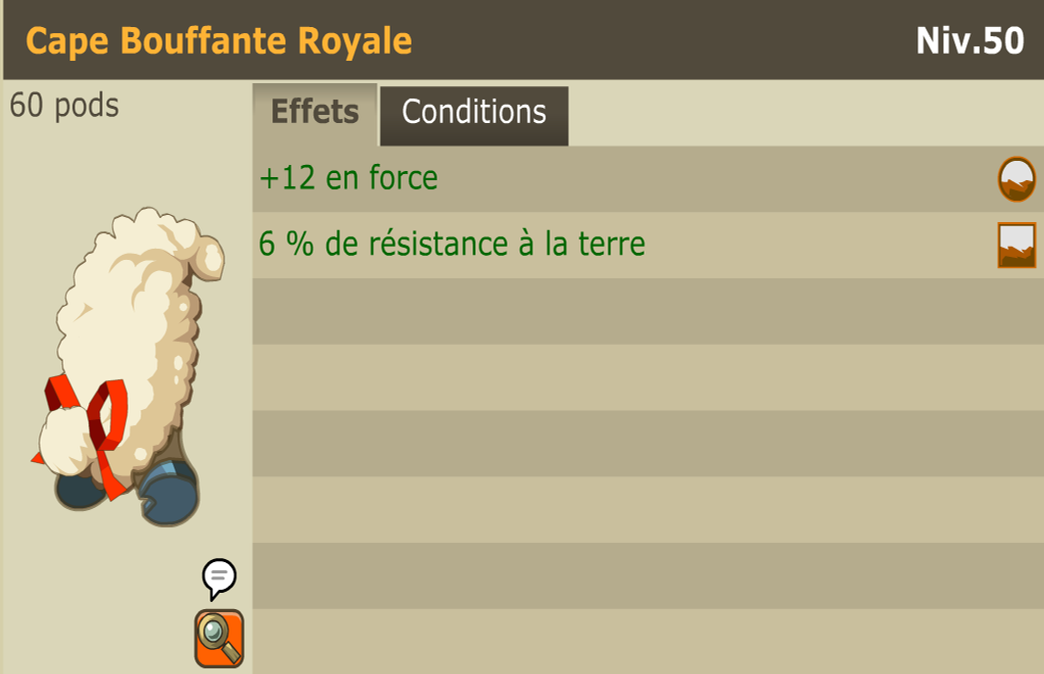 Cape Bouffante Royale
Niv.50
60 pods
Effets
Conditions
+12 en force
6 % de résistance à la terre